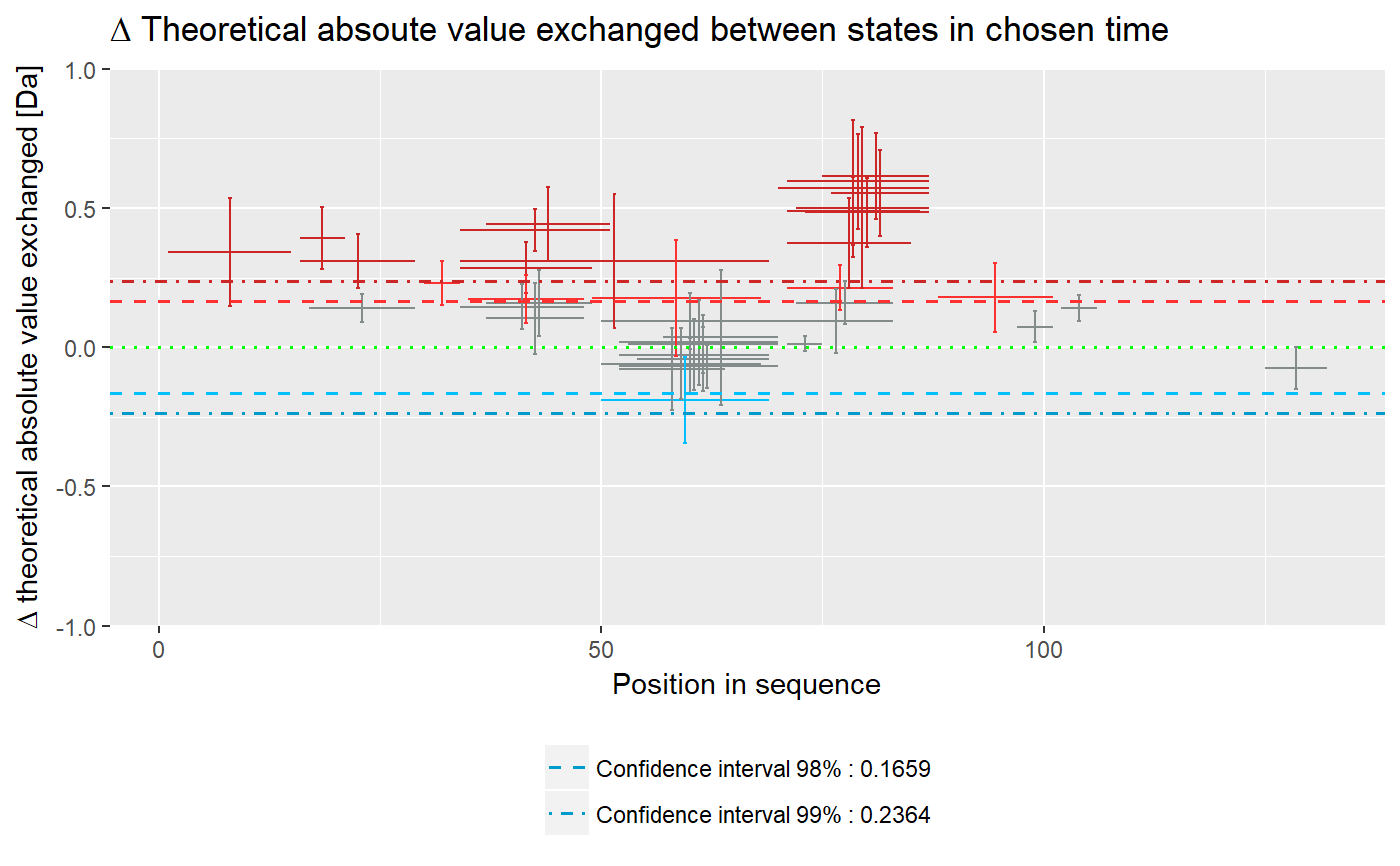 Δ Theoretical absoute value exchanged between states in chosen time
Δ theoretical absolute value exchanged [Da]
1.0
0.5
0.0
-0.5
-1.0
0 50 100
Position in sequence
Confidence interval 98% : 0.1659
Confidence interval 99% : 0.2364